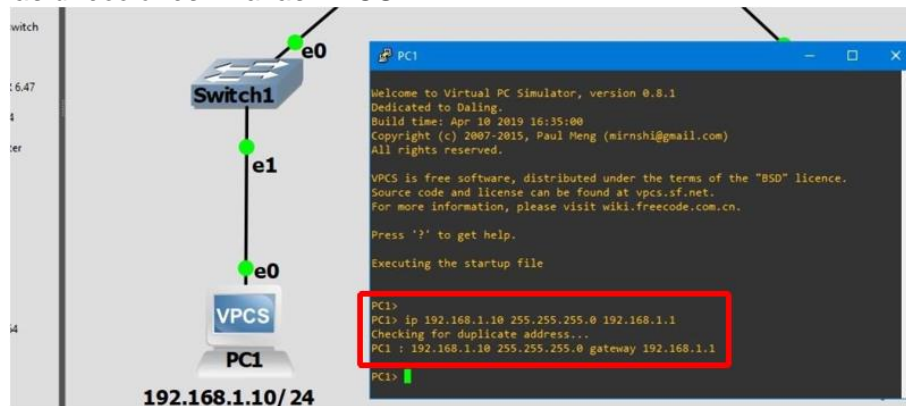 witch
6.47
e0
Switch1
e1
e0
VPCS
PC1
192.168.1.10/24
PC1
Welcome to Virtual PC Simulator, version 0.8.1
Dedicated to Daling.
Build time: Apr 10 2019 16:35:00
Copyright (c) 2007-2015, Paul Meng (mirnshi@gmail.com)
All rights reserved.
VPCS is free software, distributed under the terms of the "BSD" licence.
Source code and license can be found at vpcs.sf.net.
For more information, please visit wiki.freecode.com.cn.
Press '?' to get help.
Executing the startup file
PC1>
PC1> ip 192.168.1.10 255.255.255.0 192.168.1.1
Checking for duplicate address...
PC1 : 192.168.1.10 255.255.255.0 gateway 192.168.1.1
PC1>